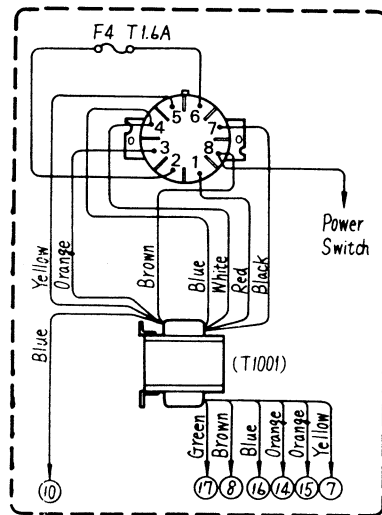 F4 T1.6A
5
6
4
7
3
8
2
1
Power
Switch
Yellow
Orange
Brown
Blue
White
Red
Black
Blue
(T1001)
Green
Brown
Blue
Orange
Orange
Yellow
10
17
8
16
14
15
7